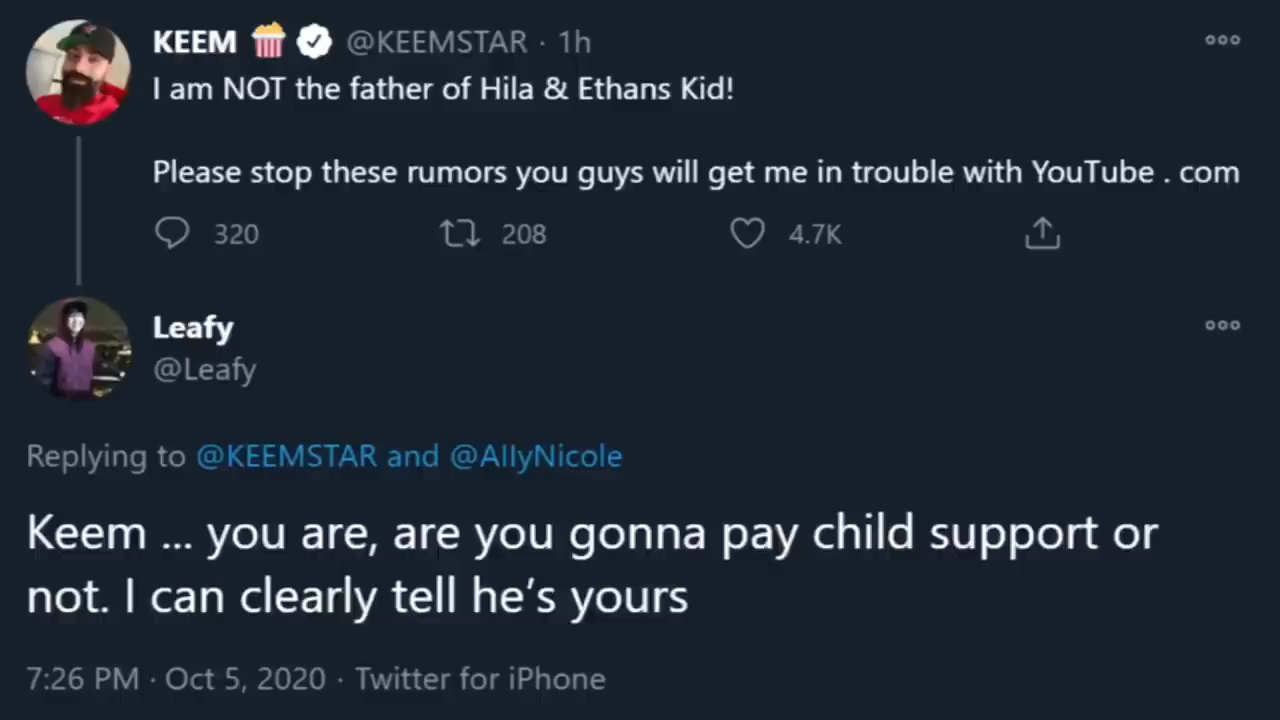 KEEM 🍿 @KEEMSTAR · 1h
I am NOT the father of Hila & Ethans Kid!
Please stop these rumors you guys will get me in trouble with YouTube . com
320 208 4.7K
Leafy
@Leafy
Replying to @KEEMSTAR and @AllyNicole
Keem ... you are, are you gonna pay child support or
not. I can clearly tell he’s yours
7:26 PM · Oct 5, 2020 · Twitter for iPhone